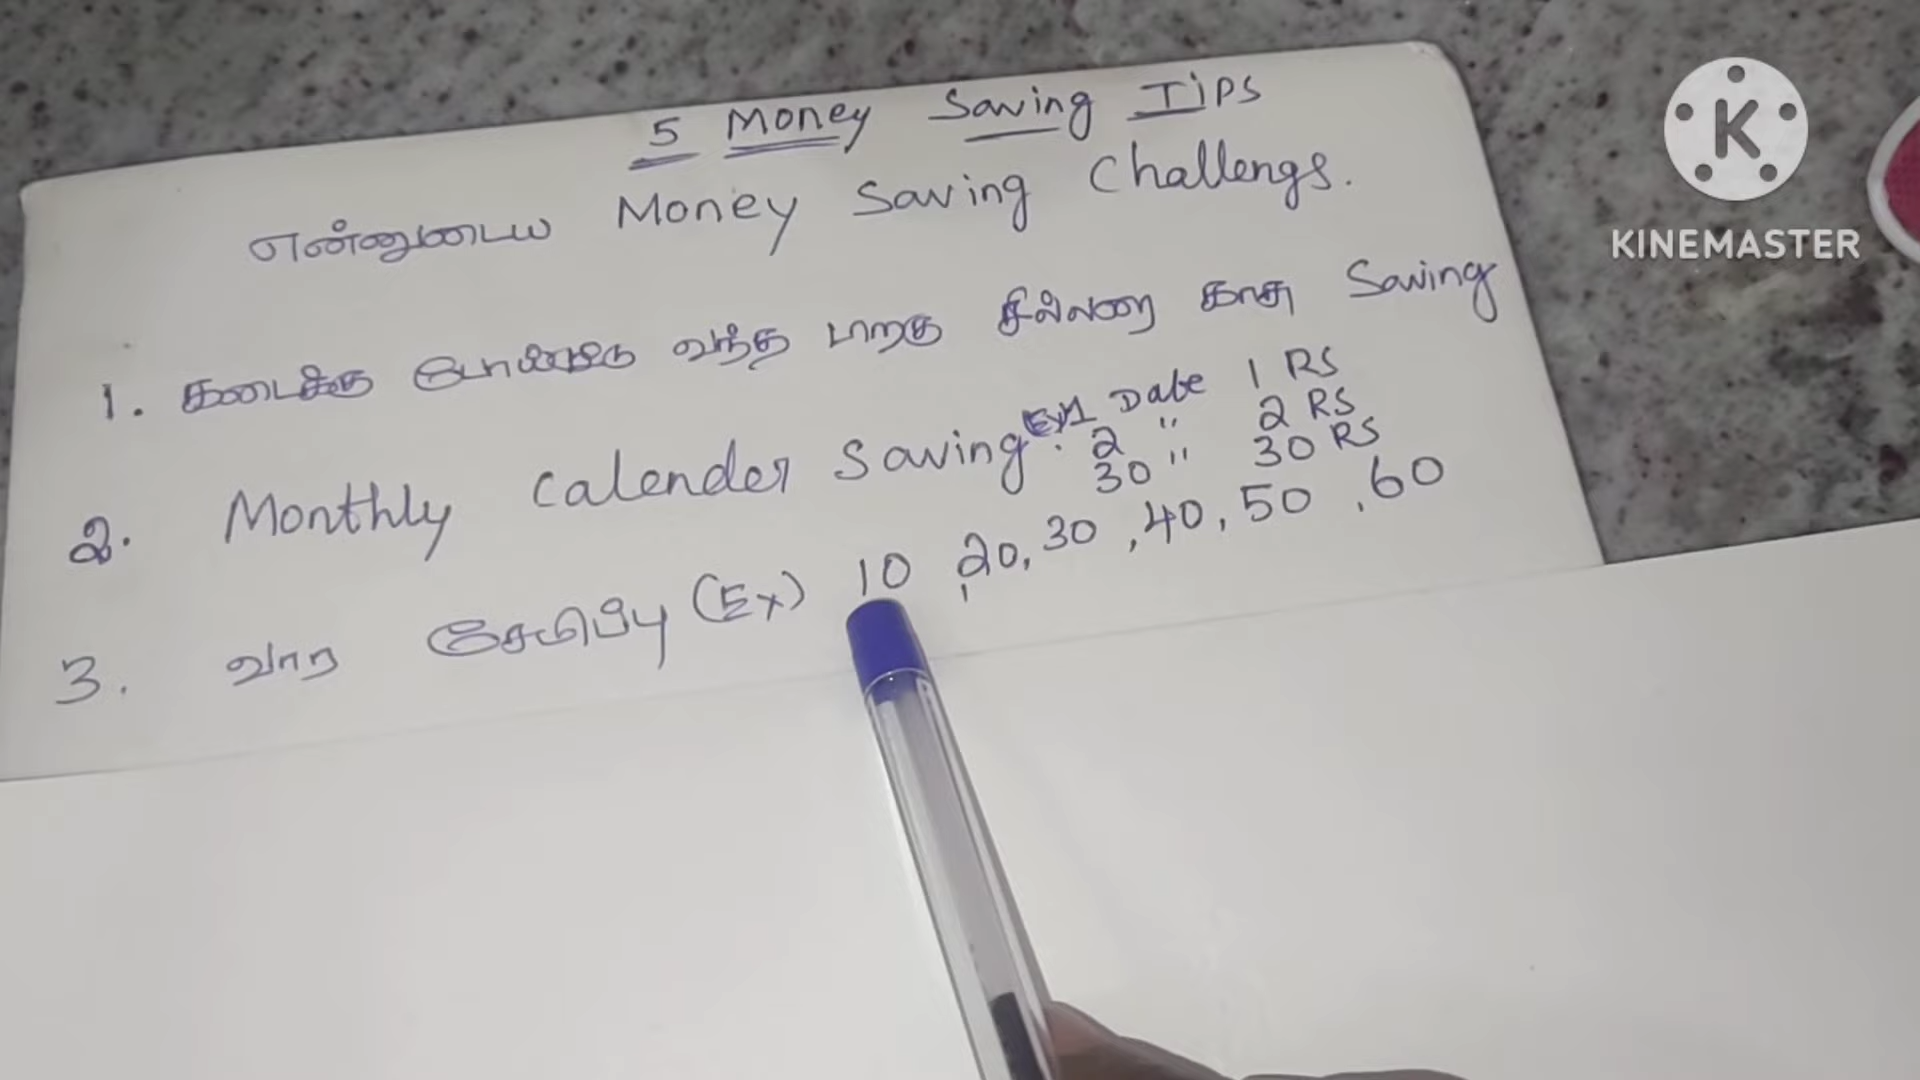 5 Money Saving Tips
என்னுடைய Money Saving Challengs.
1. கடைக்கு போய்ட்டு வந்த பிறகு சில்லறை காசு Saving
2. Monthly Calender Saving Ex 1 Date 1 RS
2 " 2 RS
30 " 30 RS
3. வார சேமிப்பு (Ex) 10, 20, 30, 40, 50, 60
K
KINEMASTER